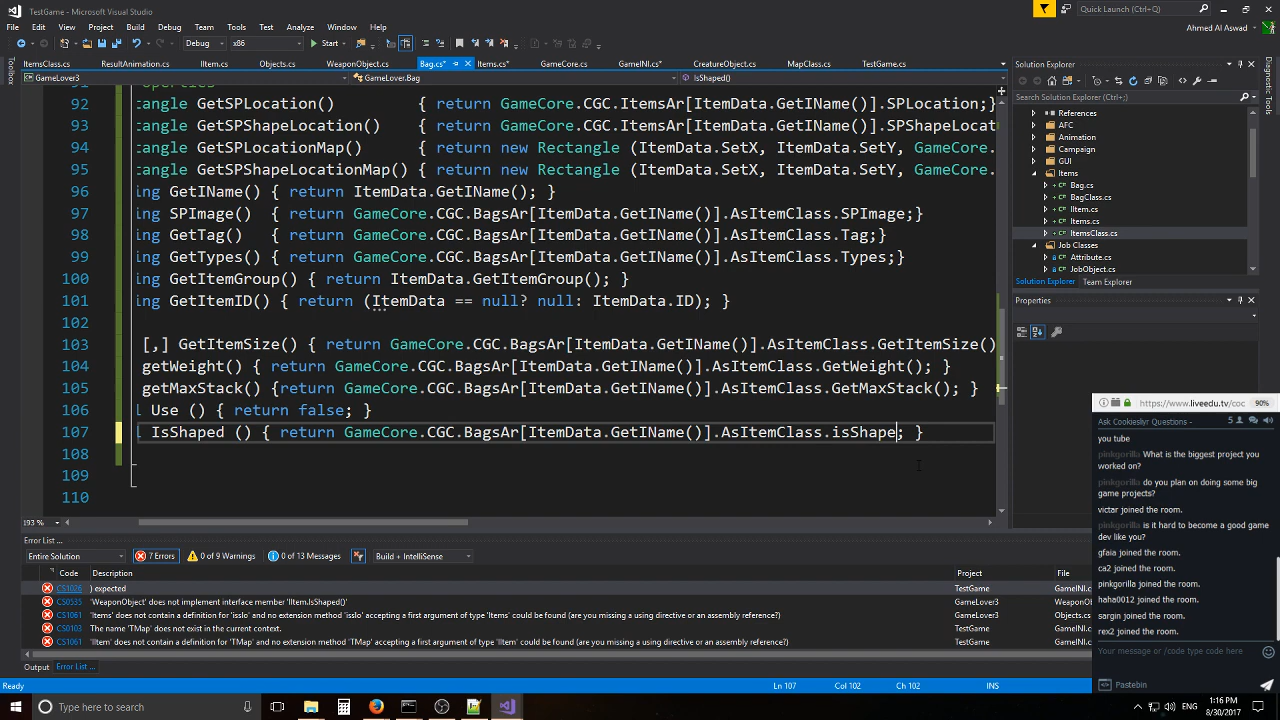 TestGame - Microsoft Visual Studio
Quick Launch (Ctrl+Q)
File Edit View Project Build Debug Team Tools Test Analyze Window Help
Ahmed Al Aswad
Debug x86 Start
ItemsClass.cs ResultAnimation.cs IItem.cs Objects.cs WeaponObject.cs Bag.cs* Items.cs* GameCore.cs GameINI.cs* CreatureObject.cs MapClass.cs TestGame.cs
GameLover3 GameLover.Bag IsShaped()
Toolbox
Diagnostic Tools
92 tangle GetSPLocation() { return GameCore.CGC.ItemsAr[ItemData.GetIName()].SPLocation;}
93 tangle GetSPShapeLocation() { return GameCore.CGC.ItemsAr[ItemData.GetIName()].SPShapeLocat
94 tangle GetSPLocationMap() { return new Rectangle (ItemData.SetX, ItemData.SetY, GameCore.
95 tangle GetSPShapeLocationMap() { return new Rectangle (ItemData.SetX, ItemData.SetY, GameCore.
96 ing GetIName() { return ItemData.GetIName(); }
97 ing SPImage() { return GameCore.CGC.BagsAr[ItemData.GetIName()].AsItemClass.SPImage;}
98 ing GetTag() { return GameCore.CGC.BagsAr[ItemData.GetIName()].AsItemClass.Tag;}
99 ing GetTypes() { return GameCore.CGC.BagsAr[ItemData.GetIName()].AsItemClass.Types;}
100 ing GetItemGroup() { return ItemData.GetItemGroup(); }
101 ing GetItemID() { return (ItemData == null? null: ItemData.ID); }
102
103 [,] GetItemSize() { return GameCore.CGC.BagsAr[ItemData.GetIName()].AsItemClass.GetItemSize()
104 getWeight() { return GameCore.CGC.BagsAr[ItemData.GetIName()].AsItemClass.GetWeight(); }
105 getMaxStack() {return GameCore.CGC.BagsAr[ItemData.GetIName()].AsItemClass.GetMaxStack(); }
106 l Use () { return false; }
107 l IsShaped () { return GameCore.CGC.BagsAr[ItemData.GetIName()].AsItemClass.isShape; }
108
109
110
193 %
Solution Explorer
Search Solution Explorer (Ctrl+;)
References
AFC
Animation
Campaign
GUI
Items
Bag.cs
BagClass.cs
IItem.cs
Items.cs
ItemsClass.cs
Job Classes
Attribute.cs
JobObject.cs
Solution Explorer Team Explorer
Properties
Error List ...
Entire Solution 7 Errors 0 of 9 Warnings 0 of 13 Messages Build + IntelliSense
Code Description Project File
CS1026 ) expected TestGame GameINI.c
CS0535 'WeaponObject' does not implement interface member 'IItem.IsShaped()' GameLover3 WeaponO
CS1061 'Items' does not contain a definition for 'isslo' and no extension method 'isslo' accepting a first argument of type 'Items' could be found (are you missing a using directive or an assembly reference?) GameLover3 Objects.cs
CS0103 The name 'TMap' does not exist in the current context. TestGame GameINI.c
CS1061 'IItem' does not contain a definition for 'TMap' and no extension method 'TMap' accepting a first argument of type 'IItem' could be found (are you missing a using directive or an assembly reference?) TestGame GameINI.c
Output Error List ...
Ready Ln 107 Col 102 Ch 102 INS
https://www.liveedu.tv/coc 90%
Ask Cookieslyr Questions - 5
you tube
pinkgorilla What is the biggest project you
worked on?
pinkgorilla do you plan on doing some big
game projects?
victar joined the room.
pinkgorilla is it hard to become a good game
dev like you?
gfaia joined the room.
ca2 joined the room.
pinkgorilla joined the room.
haha0012 joined the room.
sargin joined the room.
rex2 joined the room.
Your message or /code type code here
Pastebin
Type here to search
ENG
1:16 PM
8/30/2017